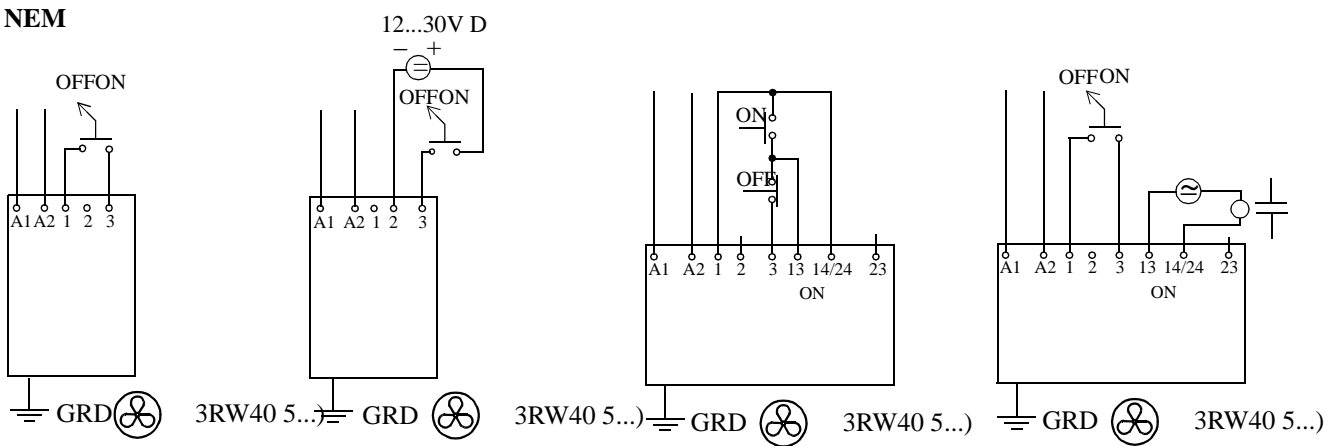 NEM
12...30V D
− +
OFFON
OFFON
A1 A2 1 2 3
GRD 3RW40 5...)
A1 A2 1 2 3
GRD 3RW40 5...)
ON
OFF
A1 A2 1 2 3 13 14/24 23
ON
GRD 3RW40 5...)
OFFON
A1 A2 1 2 3 13 14/24 23
ON
GRD 3RW40 5...)